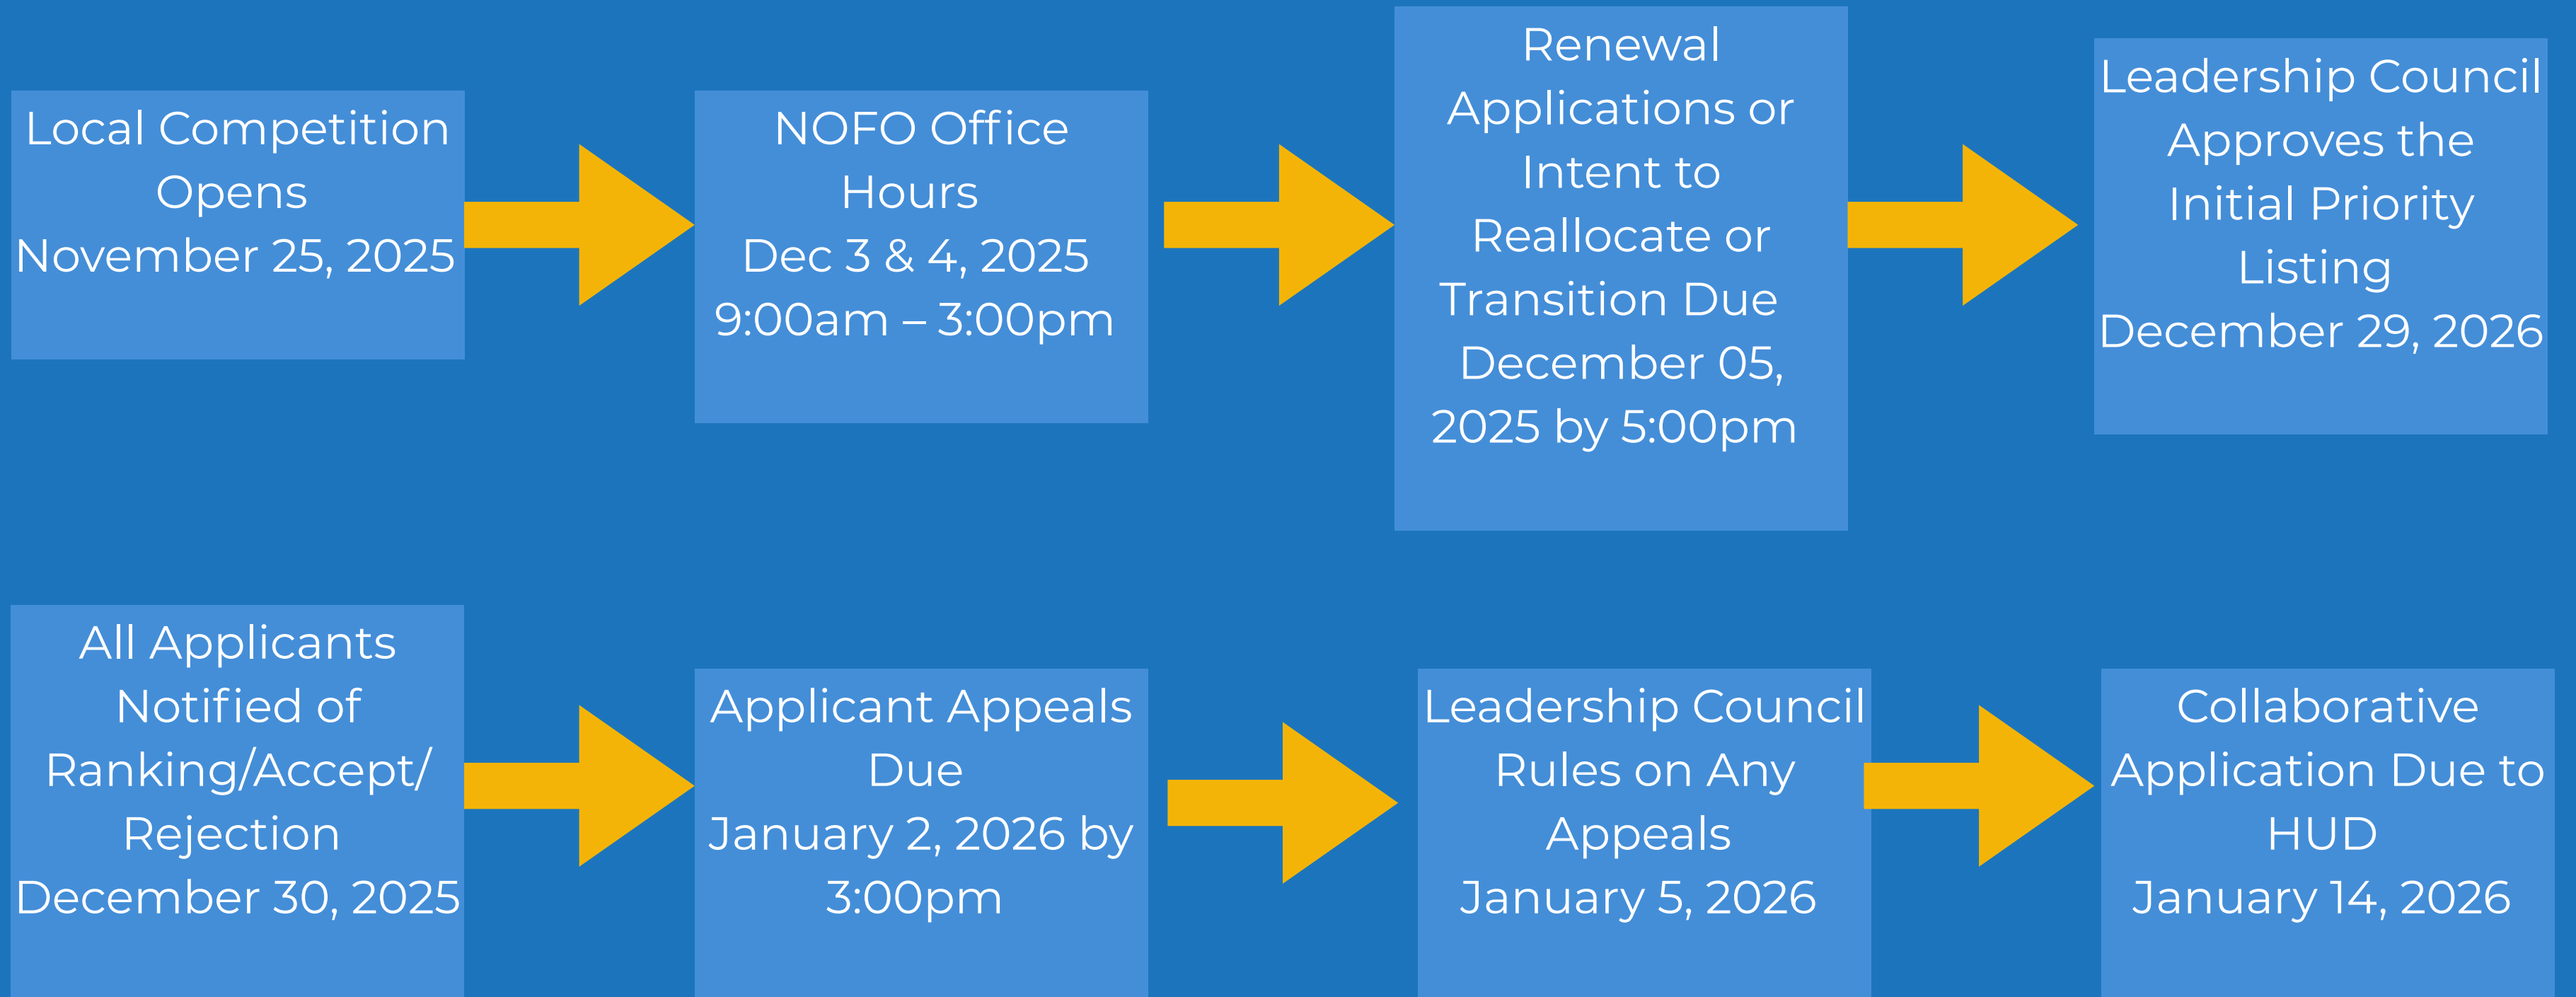 Local Competition
Opens
November 25, 2025
NOFO Office
Hours
Dec 3 & 4, 2025
9:00am – 3:00pm
Renewal
Applications or
Intent to
Reallocate or
Transition Due
December 05,
2025 by 5:00pm
Leadership Council
Approves the
Initial Priority
Listing
December 29, 2026
All Applicants
Notified of
Ranking/Accept/
Rejection
December 30, 2025
Applicant Appeals
Due
January 2, 2026 by
3:00pm
Leadership Council
Rules on Any
Appeals
January 5, 2026
Collaborative
Application Due to
HUD
January 14, 2026